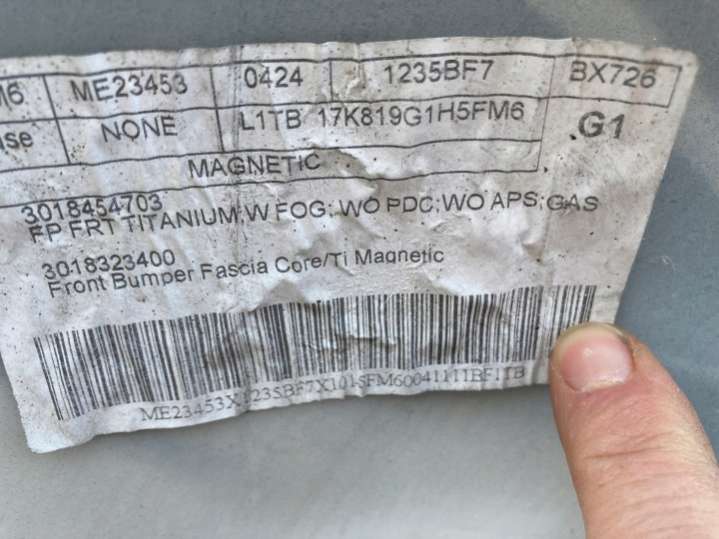 M6 ME23453 0424 1235BF7 BX726
NONE L1TB 17K819G1H5FM6 .G1
MAGNETIC
3018454703
FP FRT TITANIUM;W FOG; WO PDC;WO APS;GAS
3018323400
Front Bumper Fascia Core/Ti Magnetic